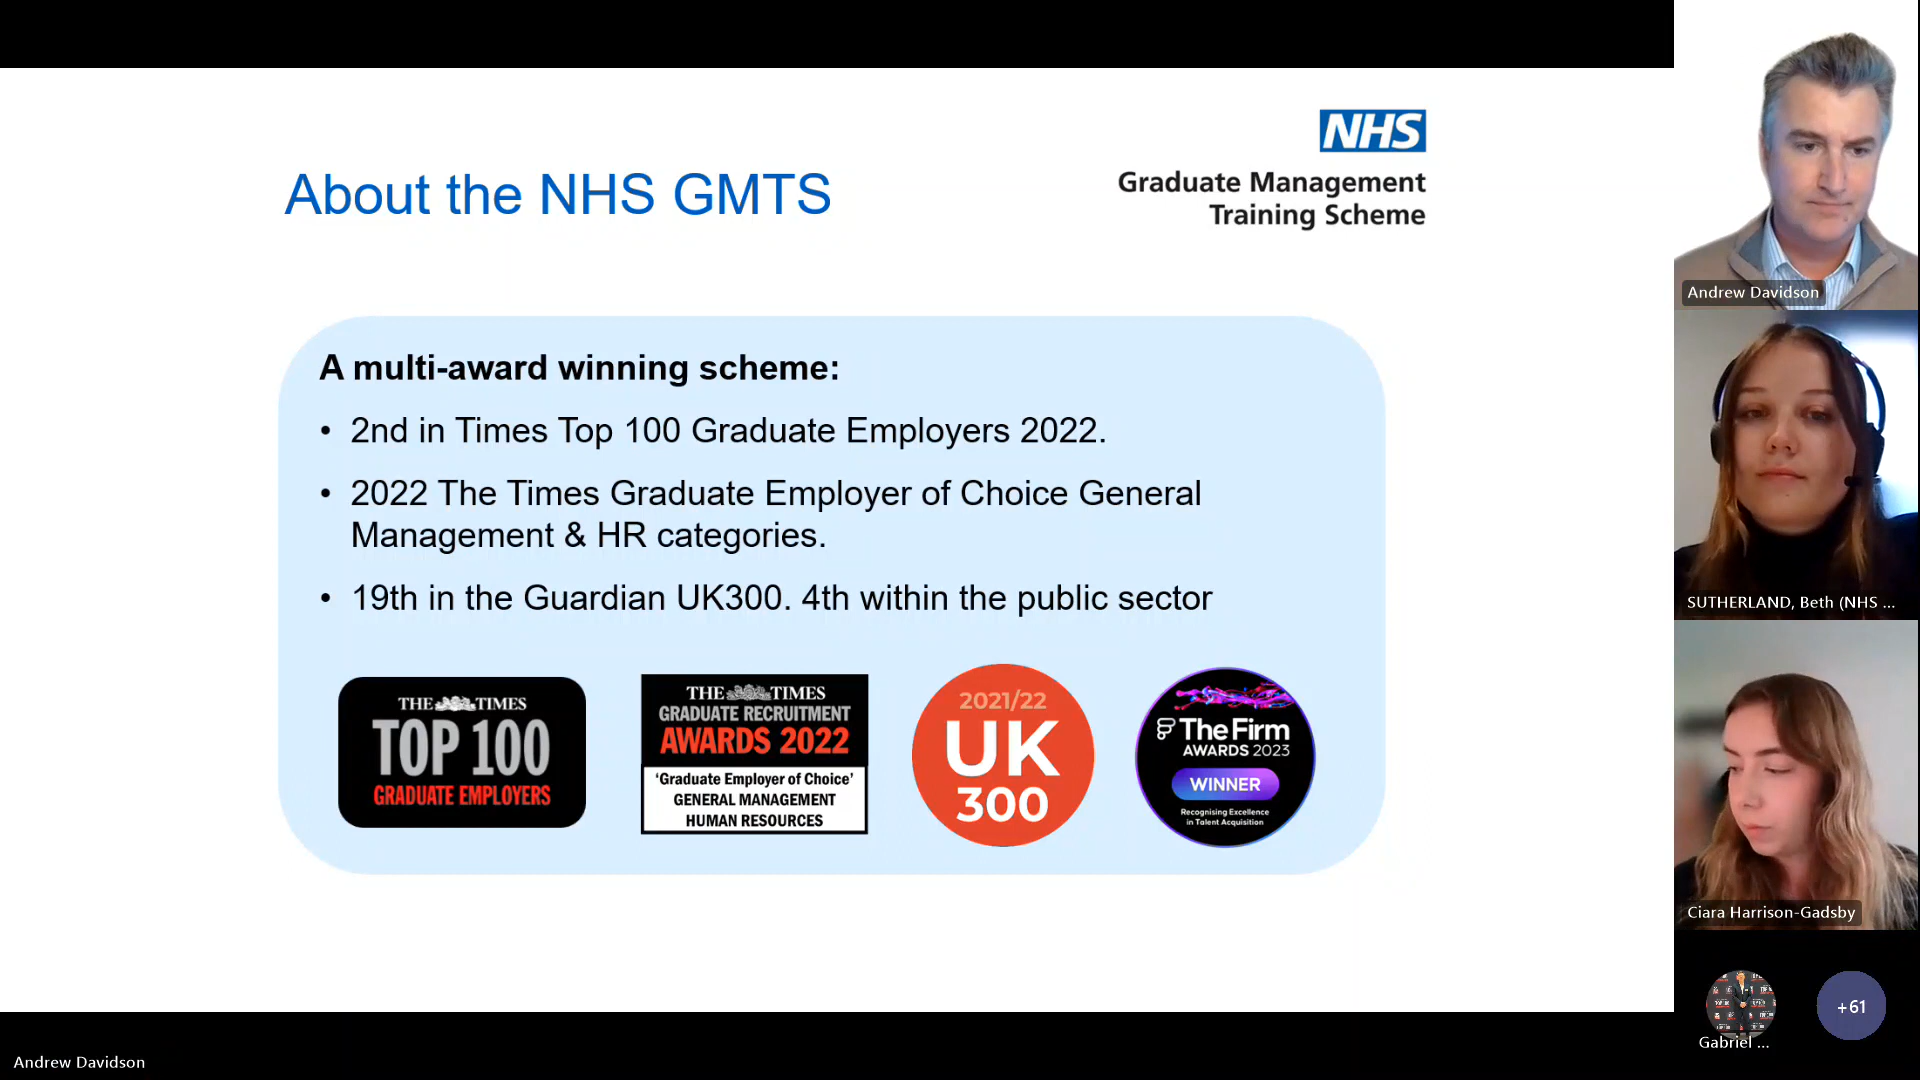 NHS
Graduate Management
Training Scheme
About the NHS GMTS
A multi-award winning scheme:
• 2nd in Times Top 100 Graduate Employers 2022.
• 2022 The Times Graduate Employer of Choice General
Management & HR categories.
• 19th in the Guardian UK300. 4th within the public sector
THE TIMES
TOP 100
GRADUATE EMPLOYERS
THE TIMES
GRADUATE RECRUITMENT
AWARDS 2022
‘Graduate Employer of Choice’
GENERAL MANAGEMENT
HUMAN RESOURCES
2021/22
UK
300
The Firm
AWARDS 2023
WINNER
Recognising Excellence
in Talent Acquisition
Andrew Davidson
SUTHERLAND, Beth (NHS ...
Ciara Harrison-Gadsby
Gabriel ...
+61
Andrew Davidson